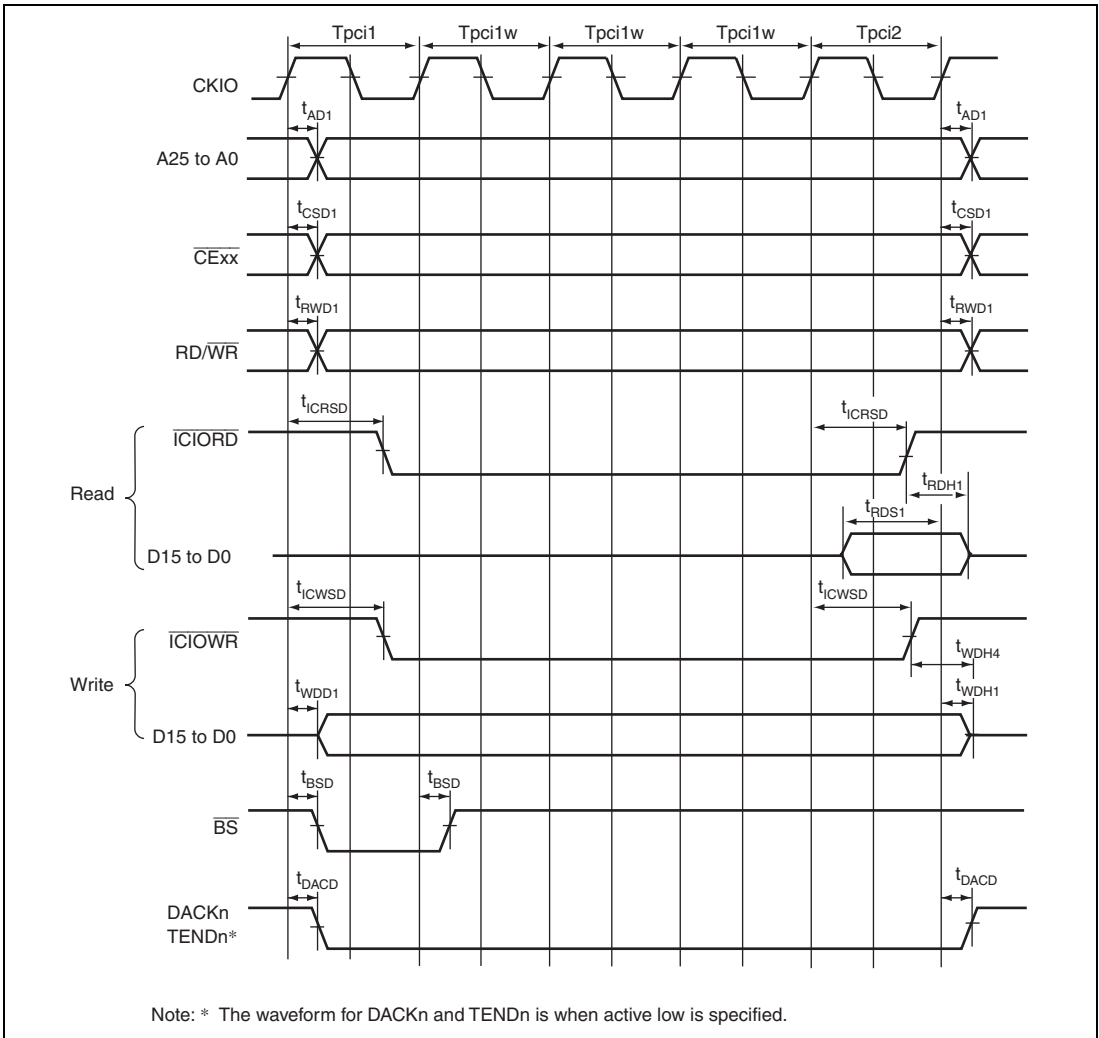 Tpci1 Tpci1w Tpci1w Tpci1w Tpci2
CKIO
tAD1 tAD1
A25 to A0
tCSD1 tCSD1
CExx
tRWD1 tRWD1
RD/WR
tICRSD tICRSD
ICIORD
tRDH1
Read
tRDS1
D15 to D0
tICWSD tICWSD
ICIOWR
tWDH4
Write
tWDD1 tWDH1
D15 to D0
tBSD tBSD
BS
tDACD tDACD
DACKn
TENDn*
Note: * The waveform for DACKn and TENDn is when active low is specified.